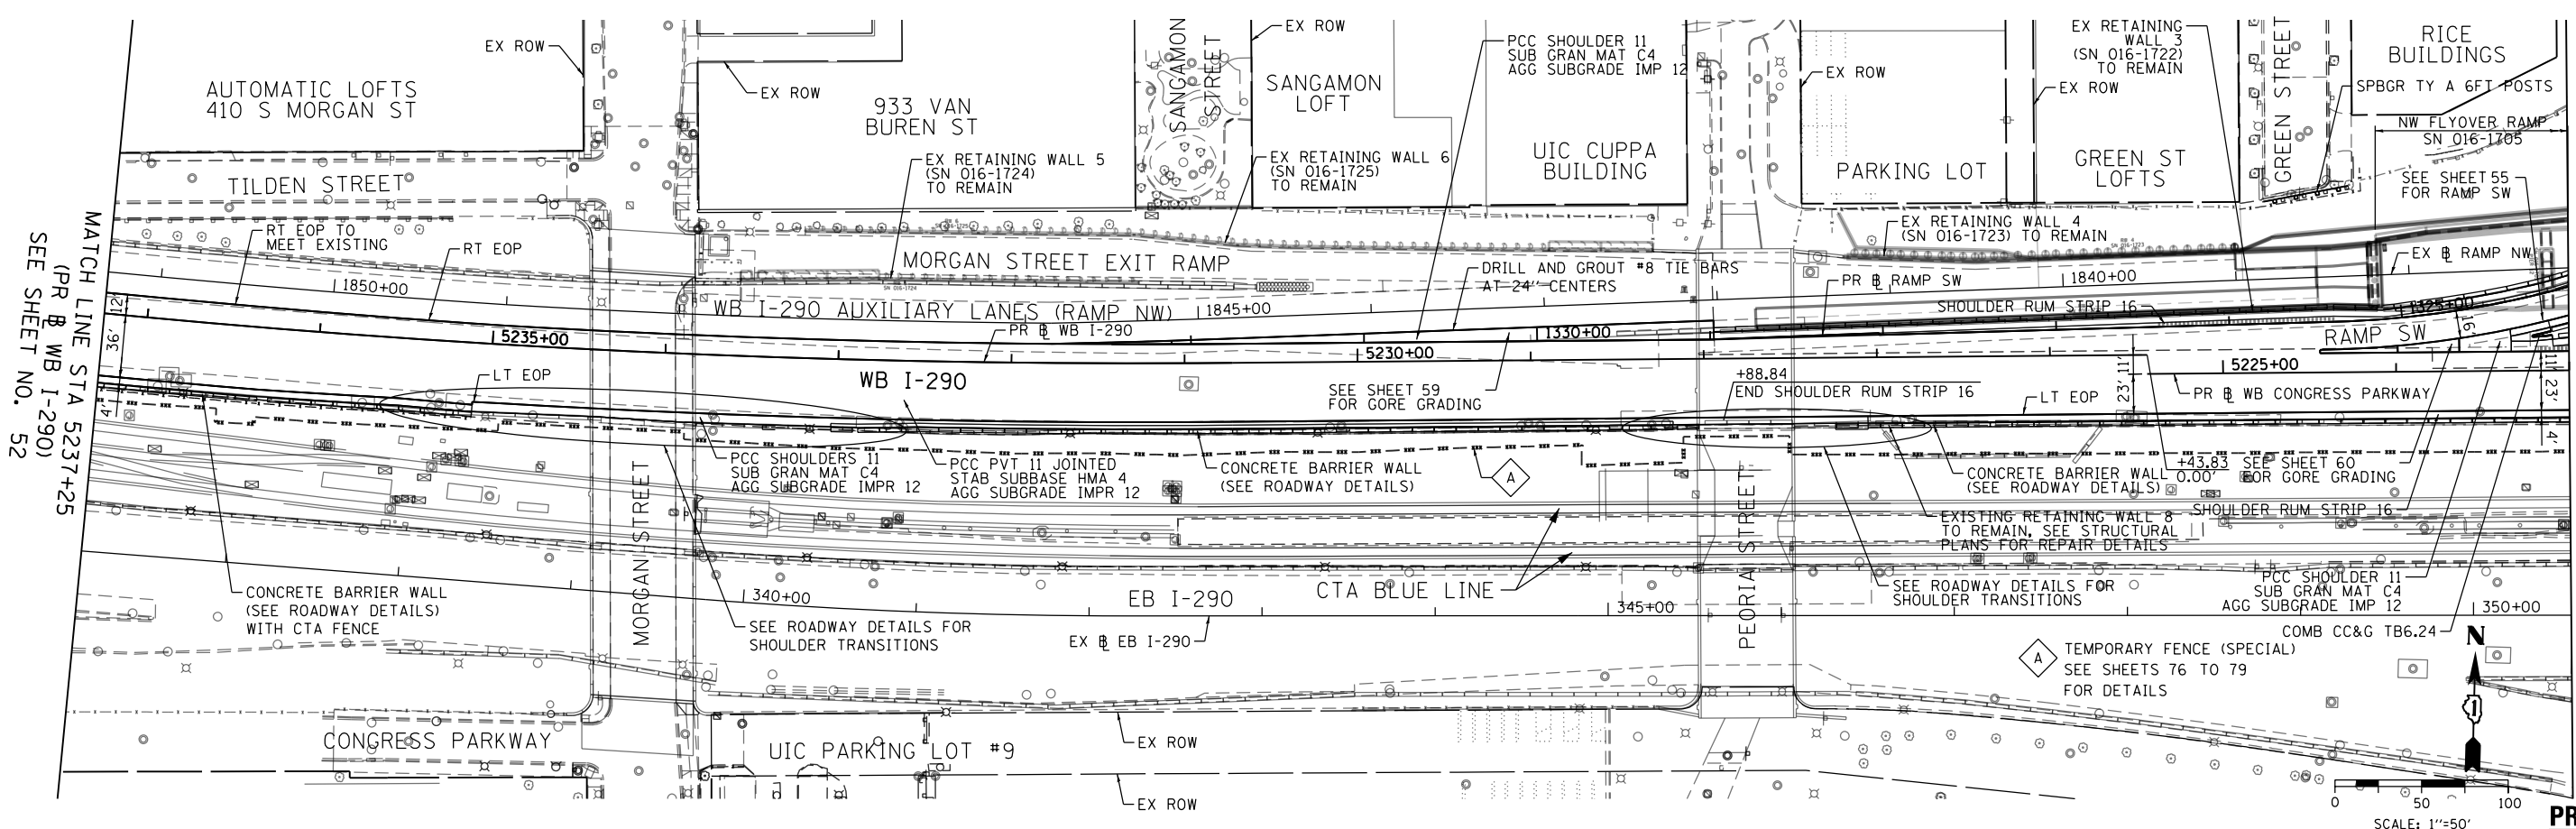 EX ROW
AUTOMATIC LOFTS
410 S MORGAN ST
EX ROW
933 VAN
BUREN ST
SANGAMON
STREET
EX ROW
SANGAMON
LOFT
PCC SHOULDER 11
SUB GRAN MAT C4
AGG SUBGRADE IMP 12
UIC CUPPA
BUILDING
EX ROW
PARKING LOT
EX RETAINING
WALL 3
(SN 016-1722)
TO REMAIN
EX ROW
GREEN ST
LOFTS
GREEN STREET
RICE
BUILDINGS
SPBGR TY A 6FT POSTS
NW FLYOVER RAMP
SN 016-1705
SEE SHEET 55
FOR RAMP SW
TILDEN STREET
EX RETAINING WALL 5
(SN 016-1724)
TO REMAIN
EX RETAINING WALL 6
(SN 016-1725)
TO REMAIN
EX RETAINING WALL 4
(SN 016-1723) TO REMAIN
RT EOP TO
MEET EXISTING
RT EOP
MORGAN STREET EXIT RAMP
DRILL AND GROUT #8 TIE BARS
AT 24" CENTERS
PR B RAMP SW
1840+00
EX B RAMP NW
1850+00
SN 016-1724
WB I-290 AUXILIARY LANES (RAMP NW)
1845+00
SHOULDER RUM STRIP 16
1325+00
16'
RAMP SW
MATCH LINE STA 5237+25
(PR B WB I-290)
SEE SHEET NO. 52
12'
36'
4'
5235+00
PR B WB I-290
1330+00
5230+00
5225+00
LT EOP
WB I-290
SEE SHEET 59
FOR GORE GRADING
+88.84
END SHOULDER RUM STRIP 16
LT EOP
11'
23'
PR B WB CONGRESS PARKWAY
11'
23'
4'
PCC SHOULDERS 11
SUB GRAN MAT C4
AGG SUBGRADE IMPR 12
PCC PVT 11 JOINTED
STAB SUBBASE HMA 4
AGG SUBGRADE IMPR 12
CONCRETE BARRIER WALL
(SEE ROADWAY DETAILS)
A
CONCRETE BARRIER WALL
(SEE ROADWAY DETAILS)
+43.83
0.00'
SEE SHEET 60
FOR GORE GRADING
SHOULDER RUM STRIP 16
EXISTING RETAINING WALL 8
TO REMAIN, SEE STRUCTURAL
PLANS FOR REPAIR DETAILS
MORGAN STREET
PEORIA STREET
CONCRETE BARRIER WALL
(SEE ROADWAY DETAILS)
WITH CTA FENCE
340+00
SEE ROADWAY DETAILS FOR
SHOULDER TRANSITIONS
EB I-290
EX B EB I-290
CTA BLUE LINE
345+00
SEE ROADWAY DETAILS FOR
SHOULDER TRANSITIONS
PCC SHOULDER 11
SUB GRAN MAT C4
AGG SUBGRADE IMP 12
350+00
COMB CC&G TB6.24
A
TEMPORARY FENCE (SPECIAL)
SEE SHEETS 76 TO 79
FOR DETAILS
N
CONGRESS PARKWAY
UIC PARKING LOT #9
EX ROW
EX ROW
0 50 100
SCALE: 1"=50'
PR